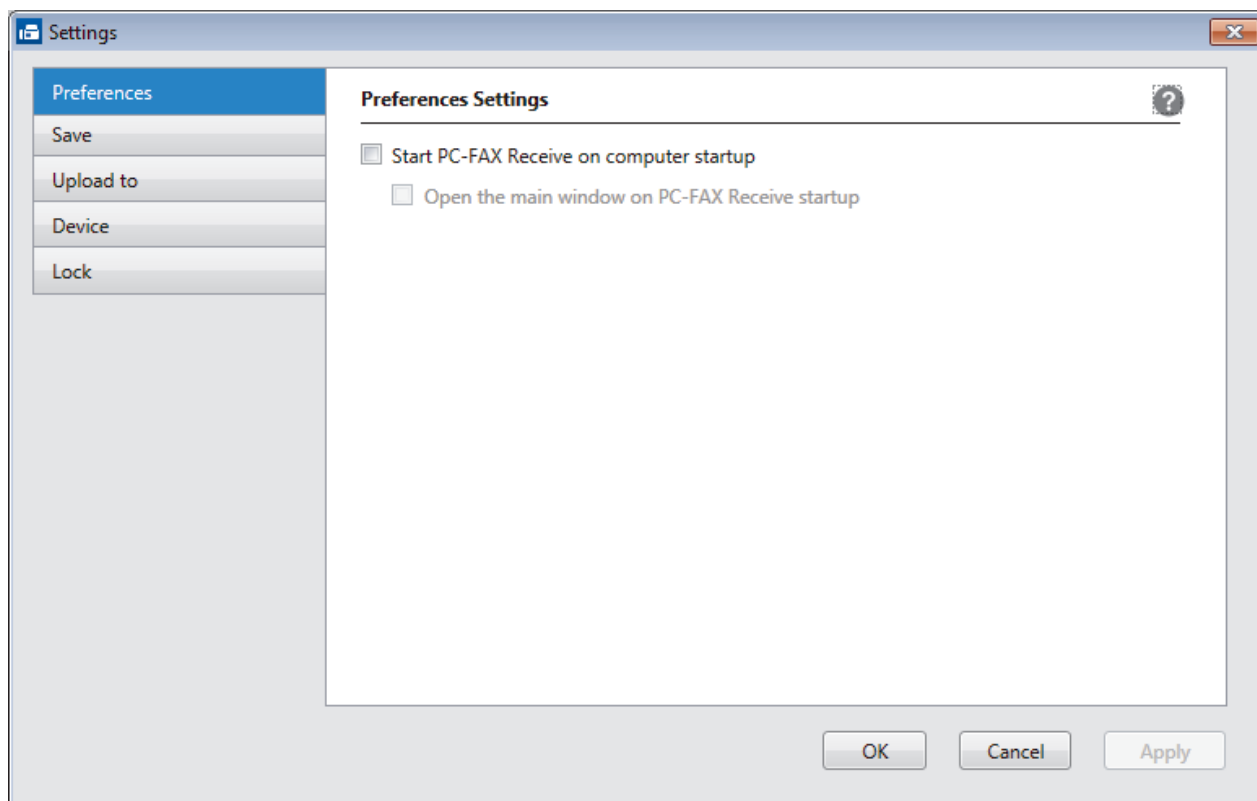 Settings
Preferences
Save
Upload to
Device
Lock
Preferences Settings
?
Start PC-FAX Receive on computer startup
Open the main window on PC-FAX Receive startup
OK
Cancel
Apply